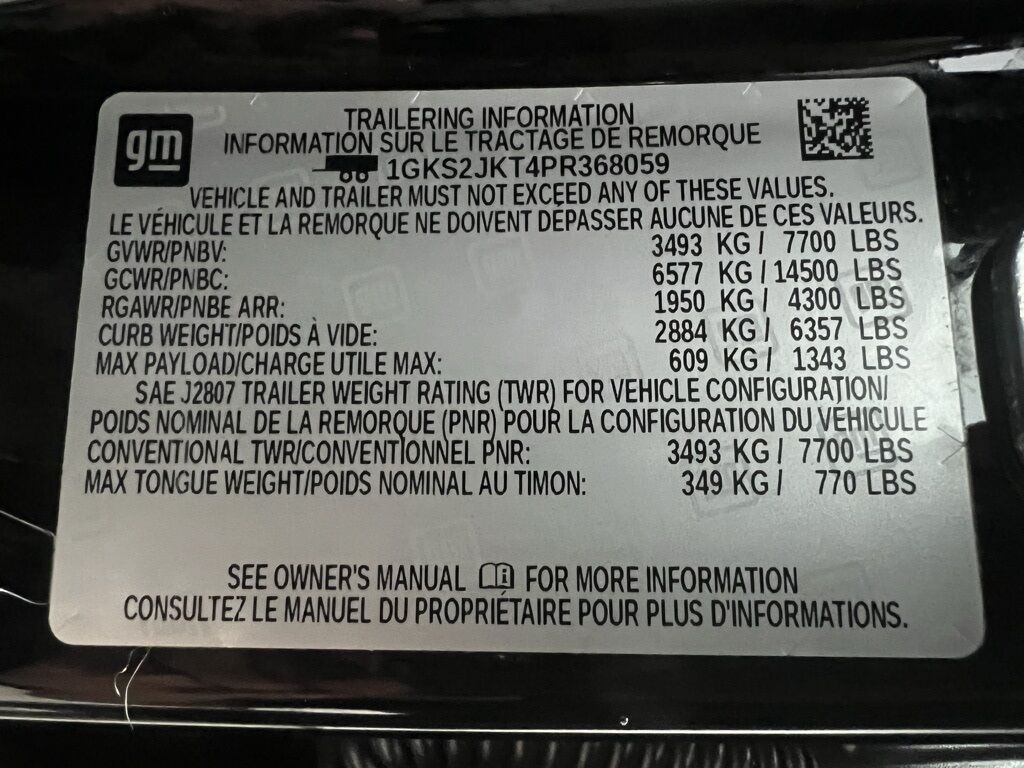 gm
TRAILERING INFORMATION
INFORMATION SUR LE TRACTAGE DE REMORQUE
1GKS2JKT4PR368059
VEHICLE AND TRAILER MUST NOT EXCEED ANY OF THESE VALUES.
LE VÉHICULE ET LA REMORQUE NE DOIVENT DÉPASSER AUCUNE DE CES VALEURS.
GVWR/PNBV: 3493 KG / 7700 LBS
GCWR/PNBC: 6577 KG / 14500 LBS
RGAWR/PNBE ARR: 1950 KG / 4300 LBS
CURB WEIGHT/POIDS À VIDE: 2884 KG / 6357 LBS
MAX PAYLOAD/CHARGE UTILE MAX: 609 KG / 1343 LBS
SAE J2807 TRAILER WEIGHT RATING (TWR) FOR VEHICLE CONFIGURATION/
POIDS NOMINAL DE LA REMORQUE (PNR) POUR LA CONFIGURATION DU VÉHICULE
CONVENTIONAL TWR/CONVENTIONNEL PNR: 3493 KG / 7700 LBS
MAX TONGUE WEIGHT/POIDS NOMINAL AU TIMON: 349 KG / 770 LBS
SEE OWNER'S MANUAL FOR MORE INFORMATION
CONSULTEZ LE MANUEL DU PROPRIÉTAIRE POUR PLUS D'INFORMATIONS.